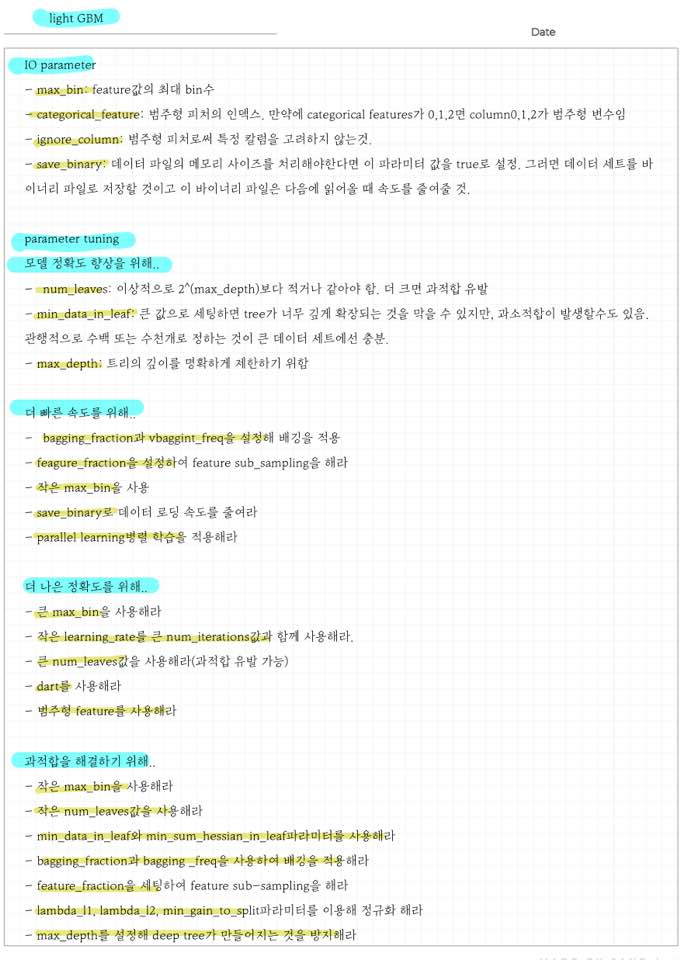 light GBM
Date
IO parameter
- max_bin: feature값의 최대 bin수
- categorical_feature: 범주형 피처의 인덱스. 만약에 categorical features가 0,1,2면 column0,1,2가 범주형 변수임
- ignore_column: 범주형 피처로써 특정 칼럼을 고려하지 않는것.
- save_binary: 데이터 파일의 메모리 사이즈를 처리해야한다면 이 파라미터 값을 true로 설정. 그러면 데이터 세트를 바
이너리 파일로 저장할 것이고 이 바이너리 파일은 다음에 읽어올 때 속도를 줄여줄 것.
parameter tuning
모델 정확도 향상을 위해..
- num_leaves: 이상적으로 2^(max_depth)보다 적거나 같아야 함. 더 크면 과적합 유발
- min_data_in_leaf: 큰 값으로 세팅하면 tree가 너무 깊게 확장되는 것을 막을 수 있지만, 과소적합이 발생할수도 있음.
관행적으로 수백 또는 수천개로 정하는 것이 큰 데이터 세트에선 충분.
- max_depth: 트리의 깊이를 명확하게 제한하기 위함
더 빠른 속도를 위해..
- bagging_fraction과 vbaggint_freq을 설정해 배깅을 적용
- feagure_fraction을 설정하여 feature sub_sampling을 해라
- 작은 max_bin을 사용
- save_binary로 데이터 로딩 속도를 줄여라
- parallel learning병렬 학습을 적용해라
더 나은 정확도를 위해..
- 큰 max_bin을 사용해라
- 작은 learning_rate를 큰 num_iterations값과 함께 사용해라.
- 큰 num_leaves값을 사용해라(과적합 유발 가능)
- dart를 사용해라
- 범주형 feature를 사용해라
과적합을 해결하기 위해..
- 작은 max_bin을 사용해라
- 작은 num_leaves값을 사용해라
- min_data_in_leaf와 min_sum_hessian_in_leaf파라미터를 사용해라
- bagging_fraction과 bagging _freq을 사용하여 배깅을 적용해라
- feature_fraction을 세팅하여 feature sub-sampling을 해라
- lambda_l1, lambda_l2, min_gain_to_split파라미터를 이용해 정규화 해라
- max_depth를 설정해 deep tree가 만들어지는 것을 방지해라